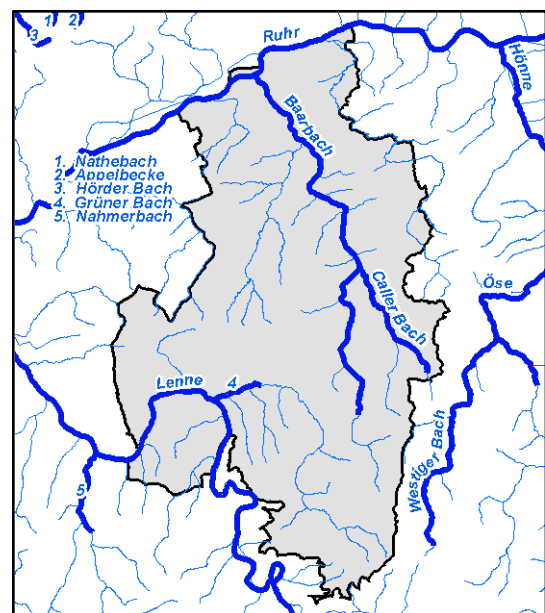 1 2
3
Ruhr
Hönne
Baarbach
1. Nathebach
2. Appelbecke
3. Hörder Bach
4. Grüner Bach
5. Nahmerbach
Öse
Caller Bach
Lenne 4
Westiger Bach
5